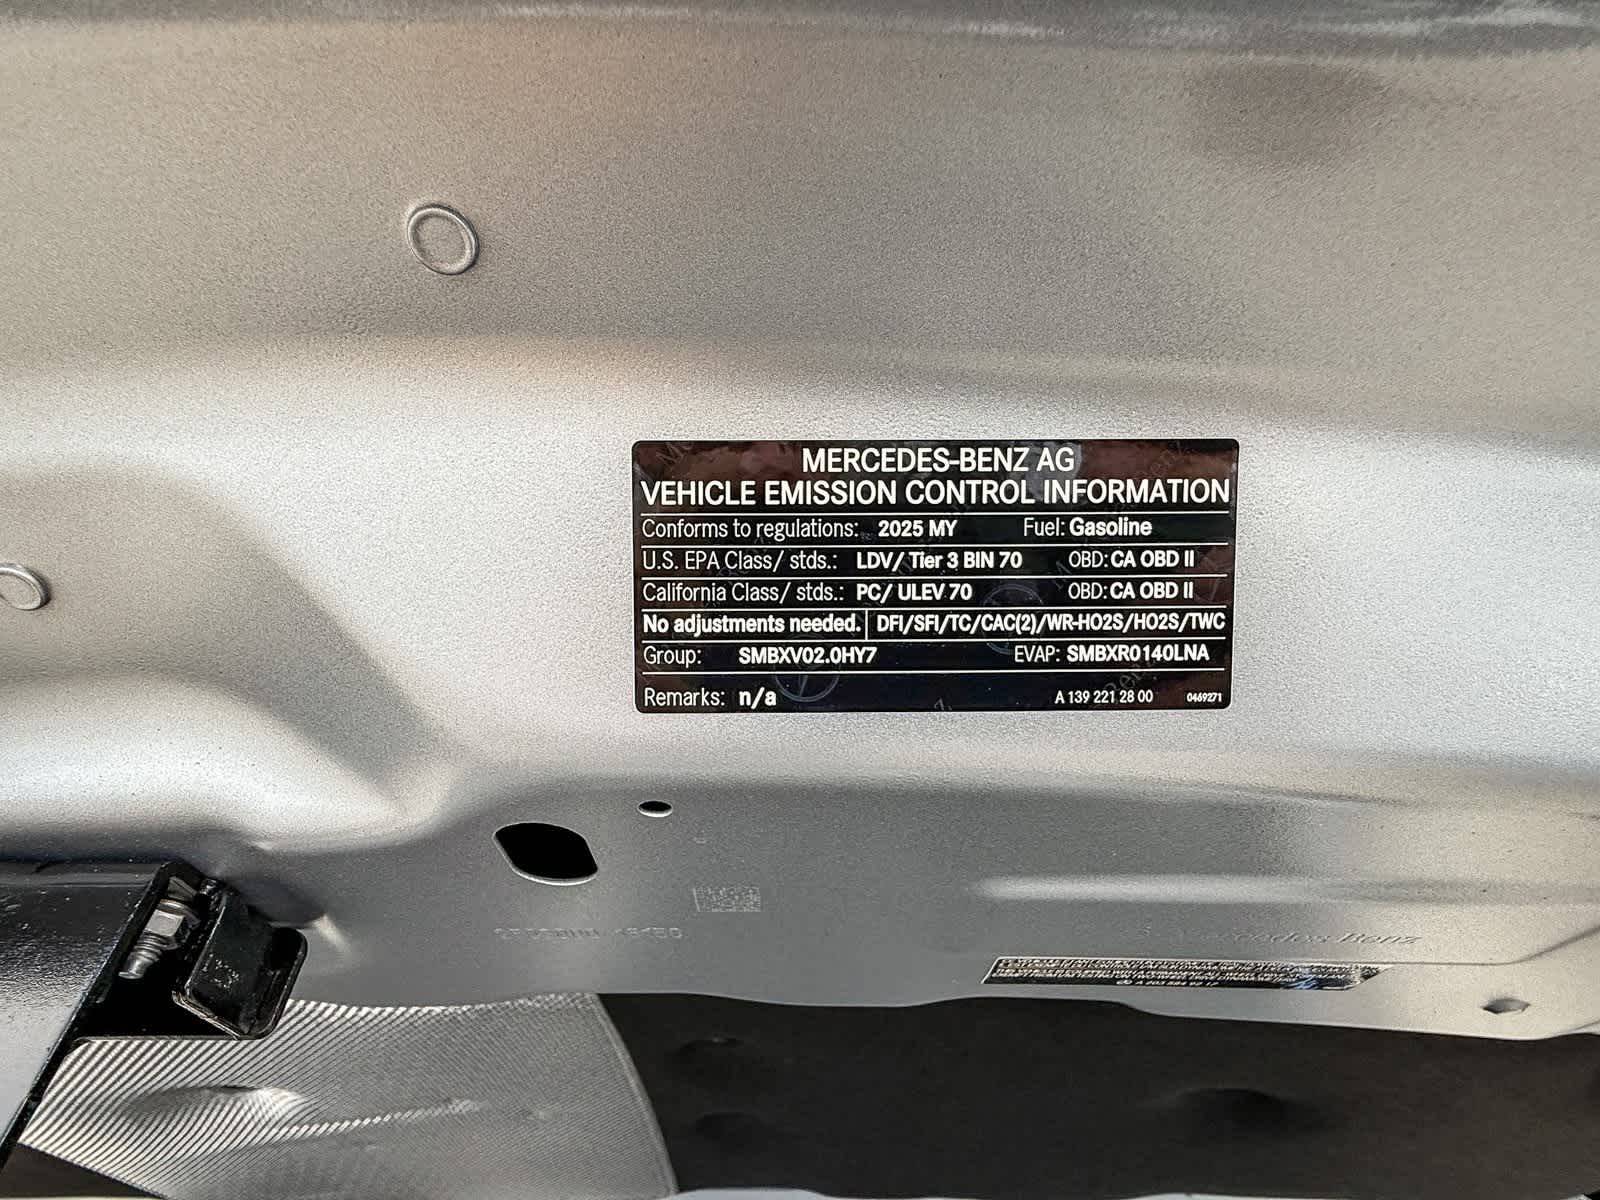 MERCEDES-BENZ AG
VEHICLE EMISSION CONTROL INFORMATION
Conforms to regulations: 2025 MY Fuel: Gasoline
U.S. EPA Class/ stds.: LDV/ Tier 3 BIN 70 OBD: CA OBD II
California Class/ stds.: PC/ ULEV 70 OBD: CA OBD II
No adjustments needed. DFI/SFI/TC/CAC(2)/WR-HO2S/HO2S/TWC
Group: SMBXV02.0HY7 EVAP: SMBXR0140LNA
Remarks: n/a A 139 221 28 00 0469271
Mercedes-Benz